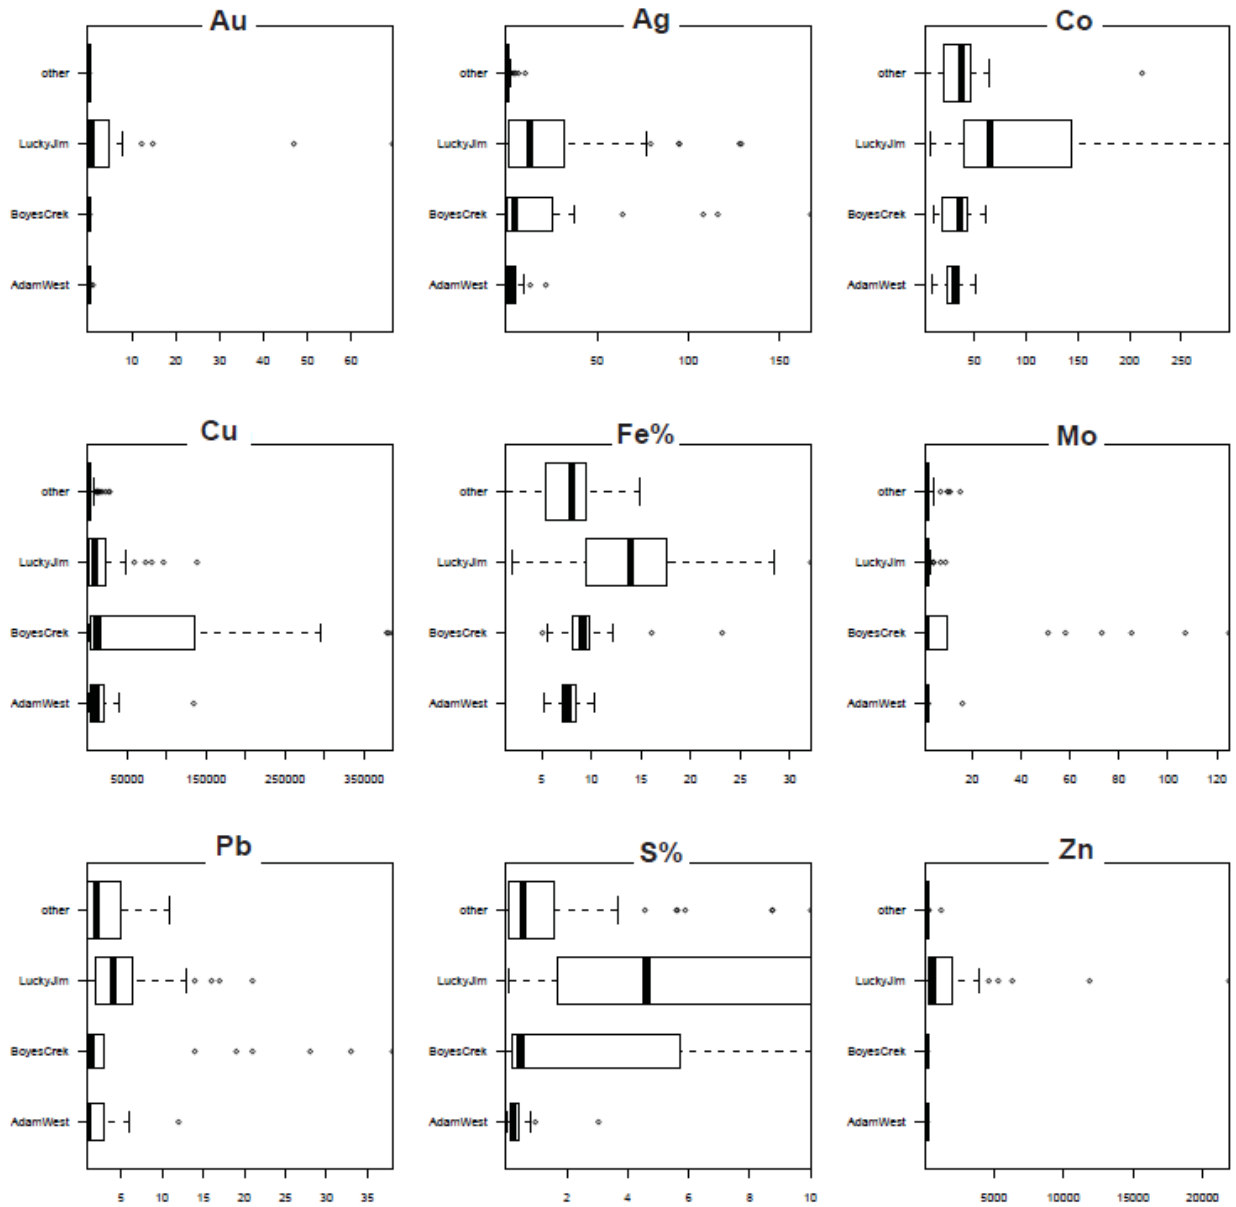 Au
other
LuckyJim
BoyesCrek
AdamWest
10 20 30 40 50 60
Ag
other
LuckyJim
BoyesCrek
AdamWest
50 100 150
Co
other
LuckyJim
BoyesCrek
AdamWest
50 100 150 200 250
Cu
other
LuckyJim
BoyesCrek
AdamWest
50000 150000 250000 350000
Fe%
other
LuckyJim
BoyesCrek
AdamWest
5 10 15 20 25 30
Mo
other
LuckyJim
BoyesCrek
AdamWest
20 40 60 80 100 120
Pb
other
LuckyJim
BoyesCrek
AdamWest
5 10 15 20 25 30 35
S%
other
LuckyJim
BoyesCrek
AdamWest
2 4 6 8 10
Zn
other
LuckyJim
BoyesCrek
AdamWest
5000 10000 15000 20000